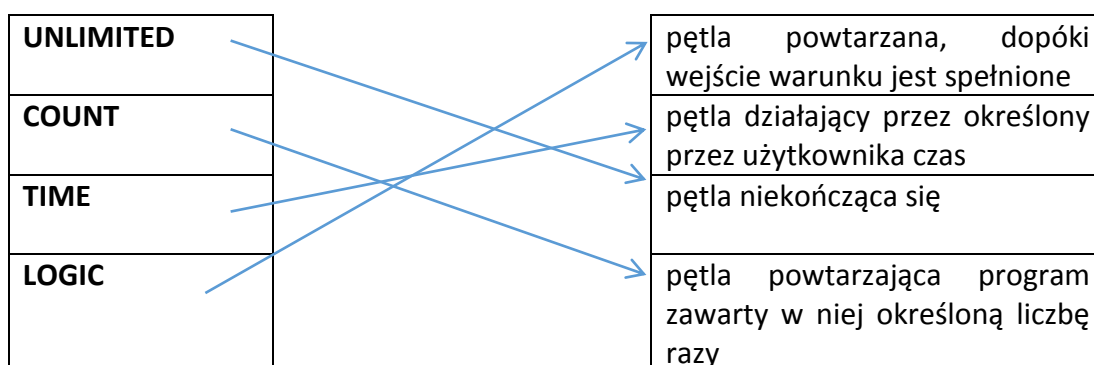 UNLIMITED
COUNT
TIME
LOGIC
pętla powtarzana, dopóki
wejście warunku jest spełnione
pętla działający przez określony
przez użytkownika czas
pętla niekończąca się
pętla powtarzająca program
zawarty w niej określoną liczbę
razy